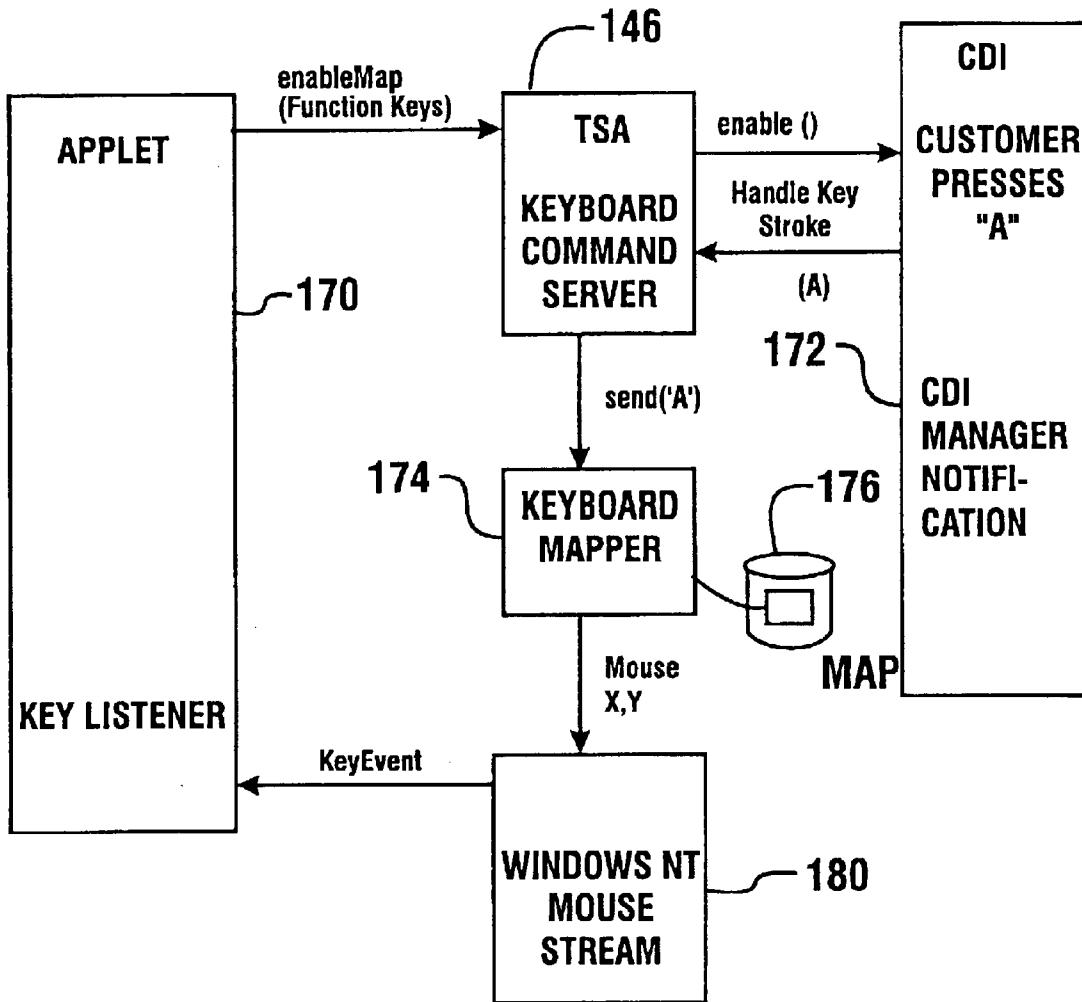 146
enableMap
(Function Keys)
APPLET
TSA
KEYBOARD
COMMAND
SERVER
enable ()
Handle Key
Stroke
(A)
CDI
CUSTOMER
PRESSES
"A"
170
172
CDI
MANAGER
NOTIFI-
CATION
send('A')
174
KEYBOARD
MAPPER
176
MAP
Mouse
X,Y
KEY LISTENER
KeyEvent
WINDOWS NT
MOUSE
STREAM
180